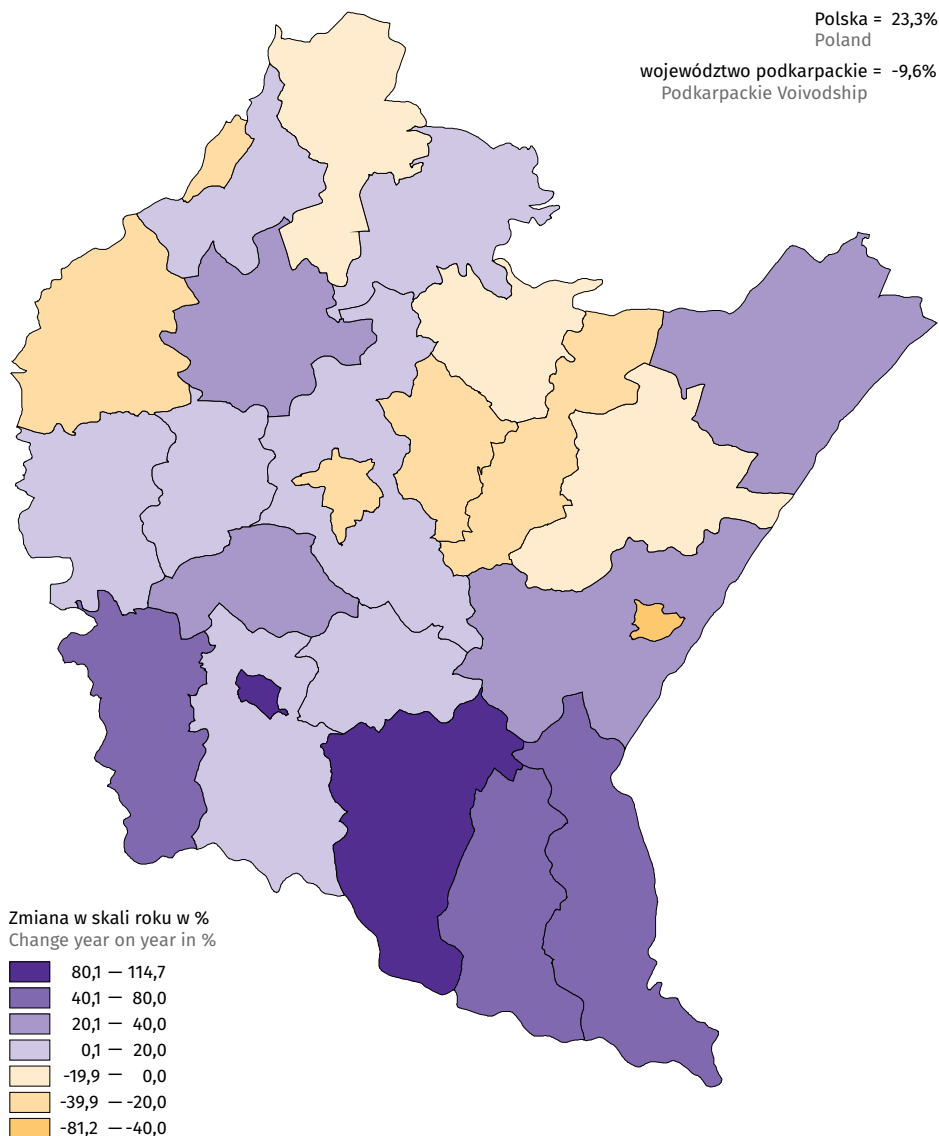 Polska = 23,3%
Poland
województwo podkarpackie = -9,6%
Podkarpackie Voivodship
Zmiana w skali roku w %
Change year on year in %
80,1 — 114,7
40,1 — 80,0
20,1 — 40,0
0,1 — 20,0
-19,9 — 0,0
-39,9 —-20,0
-81,2 —-40,0